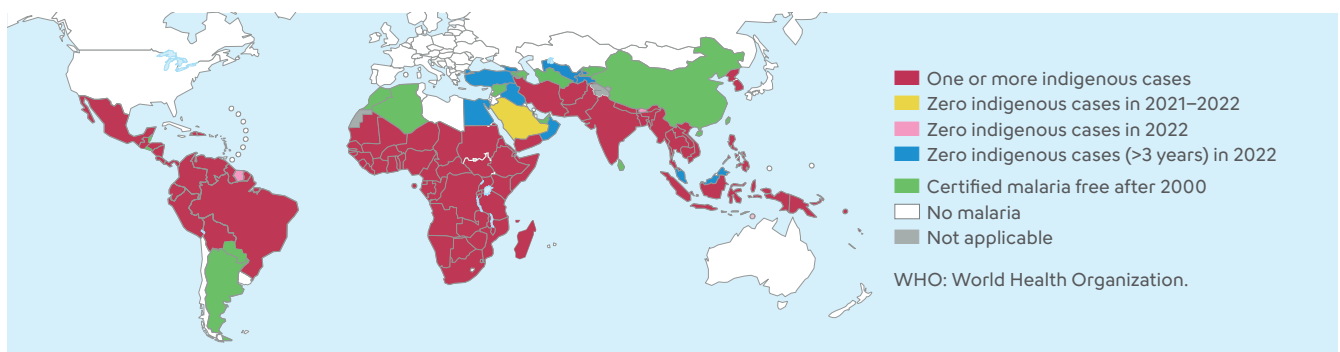 One or more indigenous cases
Zero indigenous cases in 2021–2022
Zero indigenous cases in 2022
Zero indigenous cases (>3 years) in 2022
Certified malaria free after 2000
No malaria
Not applicable
WHO: World Health Organization.